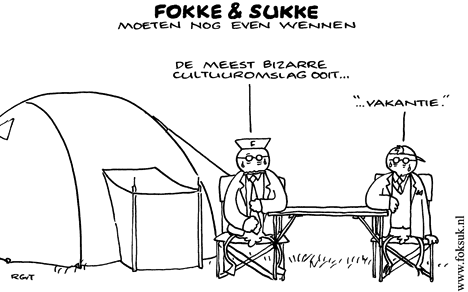 FOKKE & SUKKE
MOETEN NOG EVEN WENNEN
DE MEEST BIZARRE
CULTUUROMSLAG OOIT...
"...VAKANTIE."
F
RGvT
www.foksuk.nl